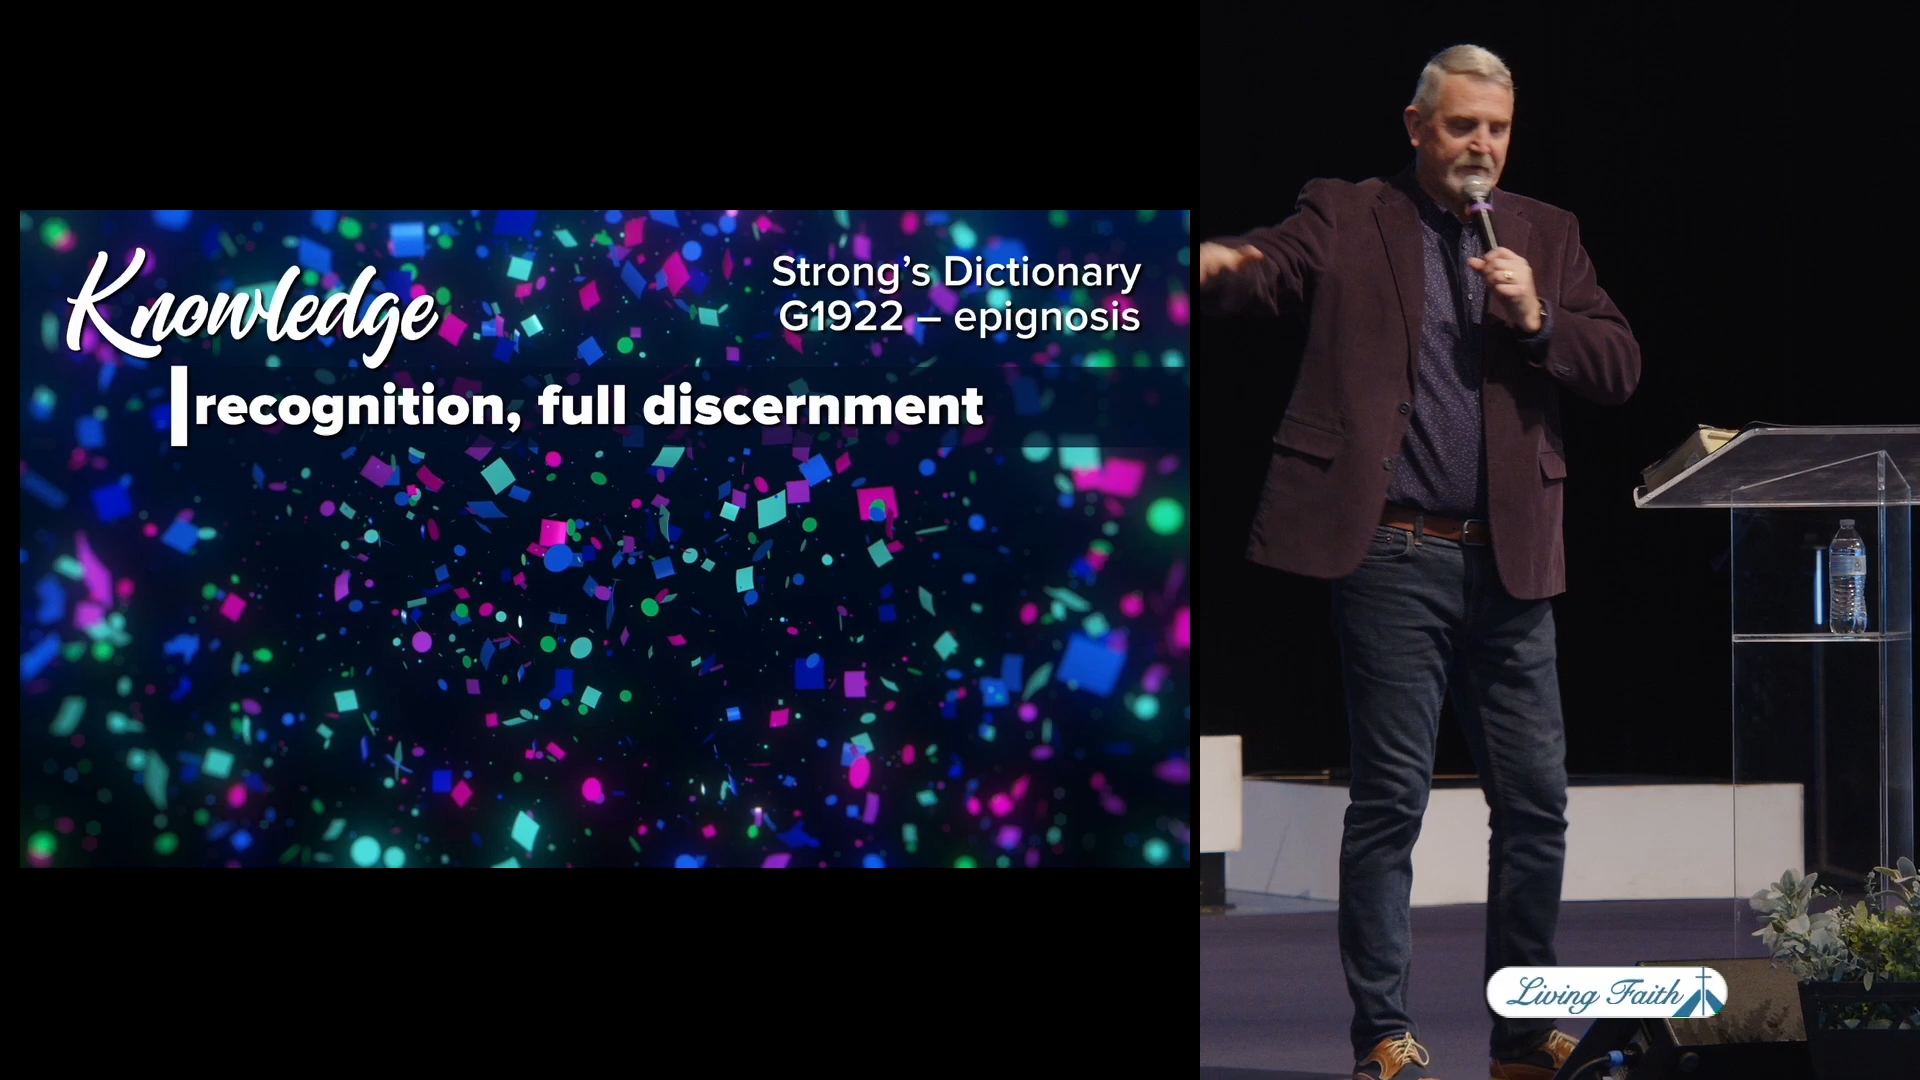 Knowledge
Strong’s Dictionary
G1922 – epignosis
recognition, full discernment
Living Faith